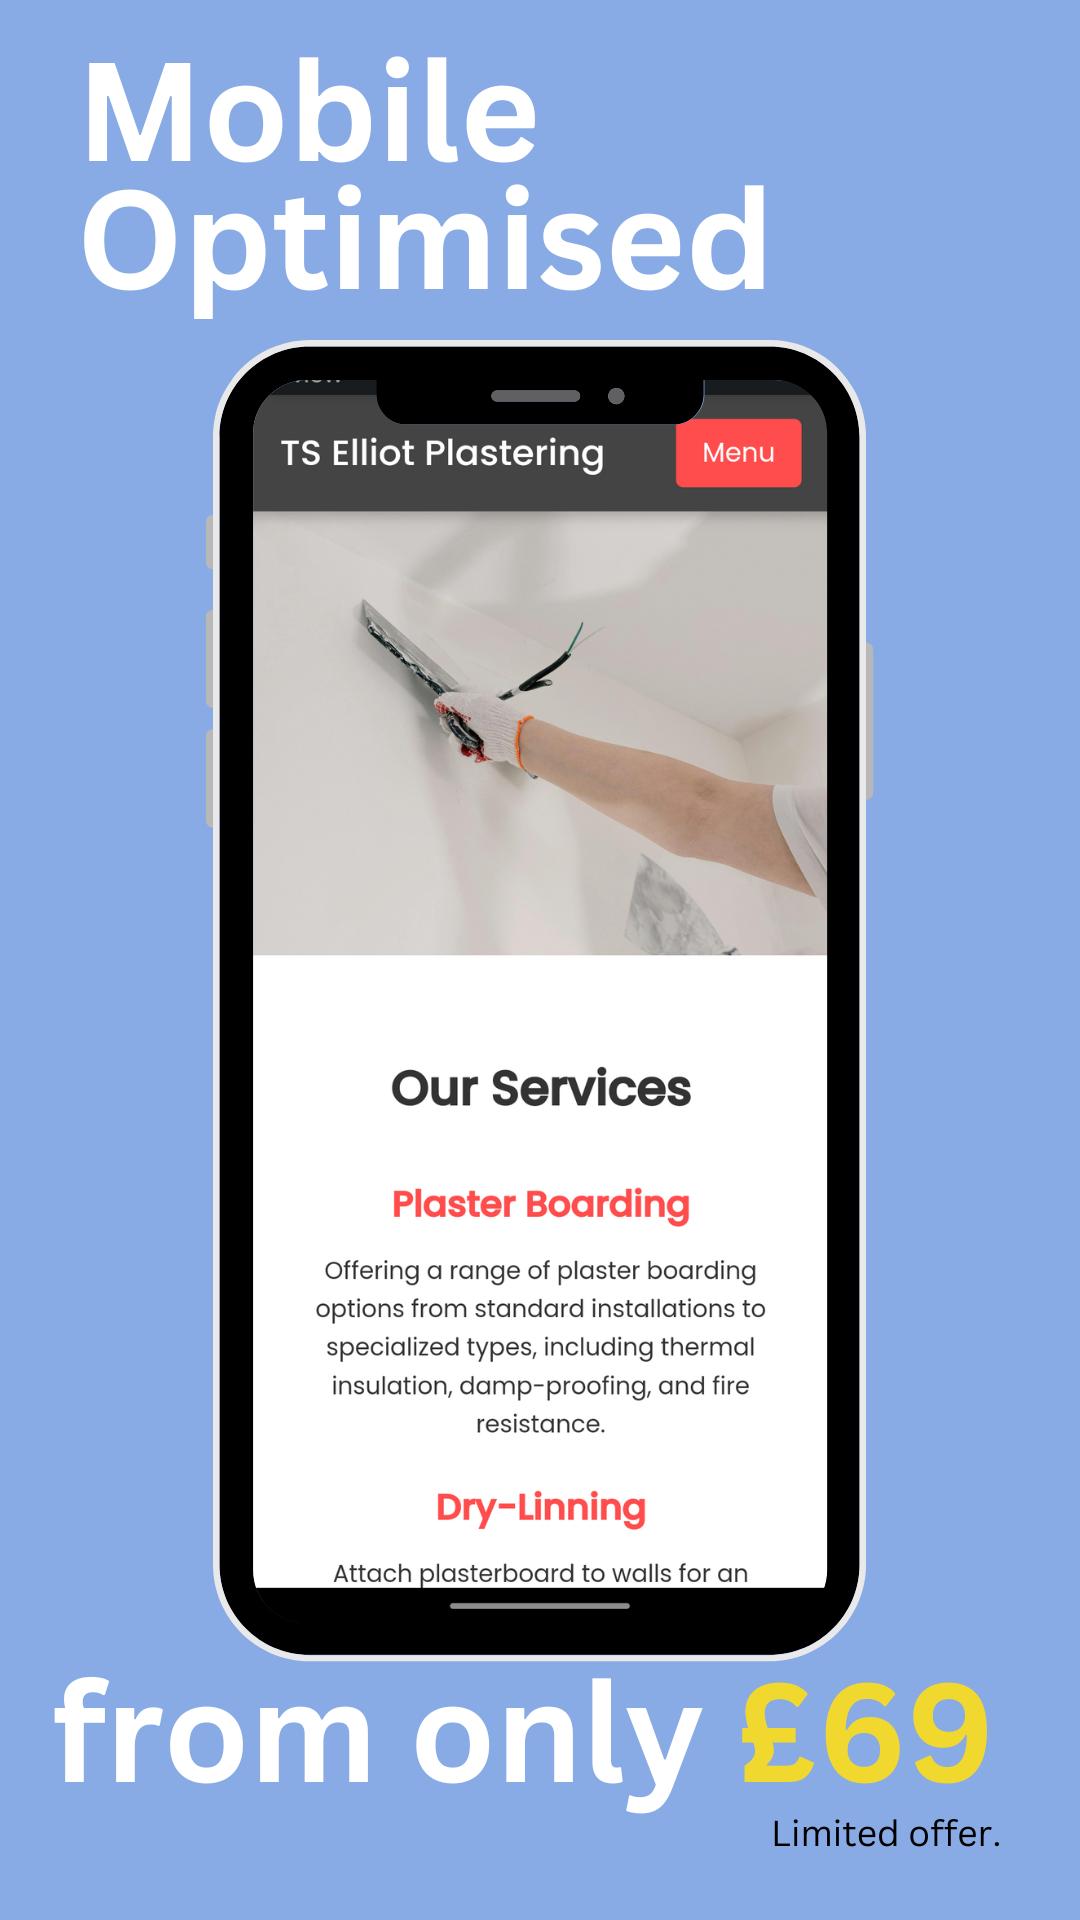 Mobile
Optimised
TS Elliot Plastering
Menu
Our Services
Plaster Boarding
Offering a range of plaster boarding
options from standard installations to
specialized types, including thermal
insulation, damp-proofing, and fire
resistance.
Dry-Linning
Attach plasterboard to walls for an
from only £69
Limited offer.